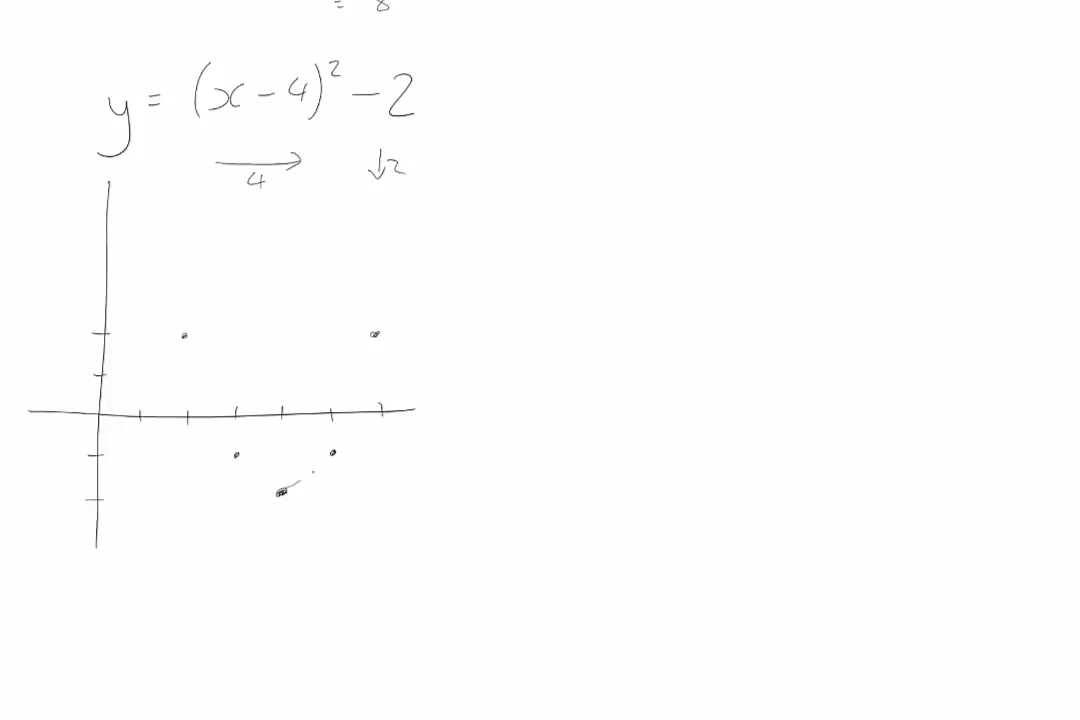 = 8
y = (x - 4)² - 2
→ ↓2
4